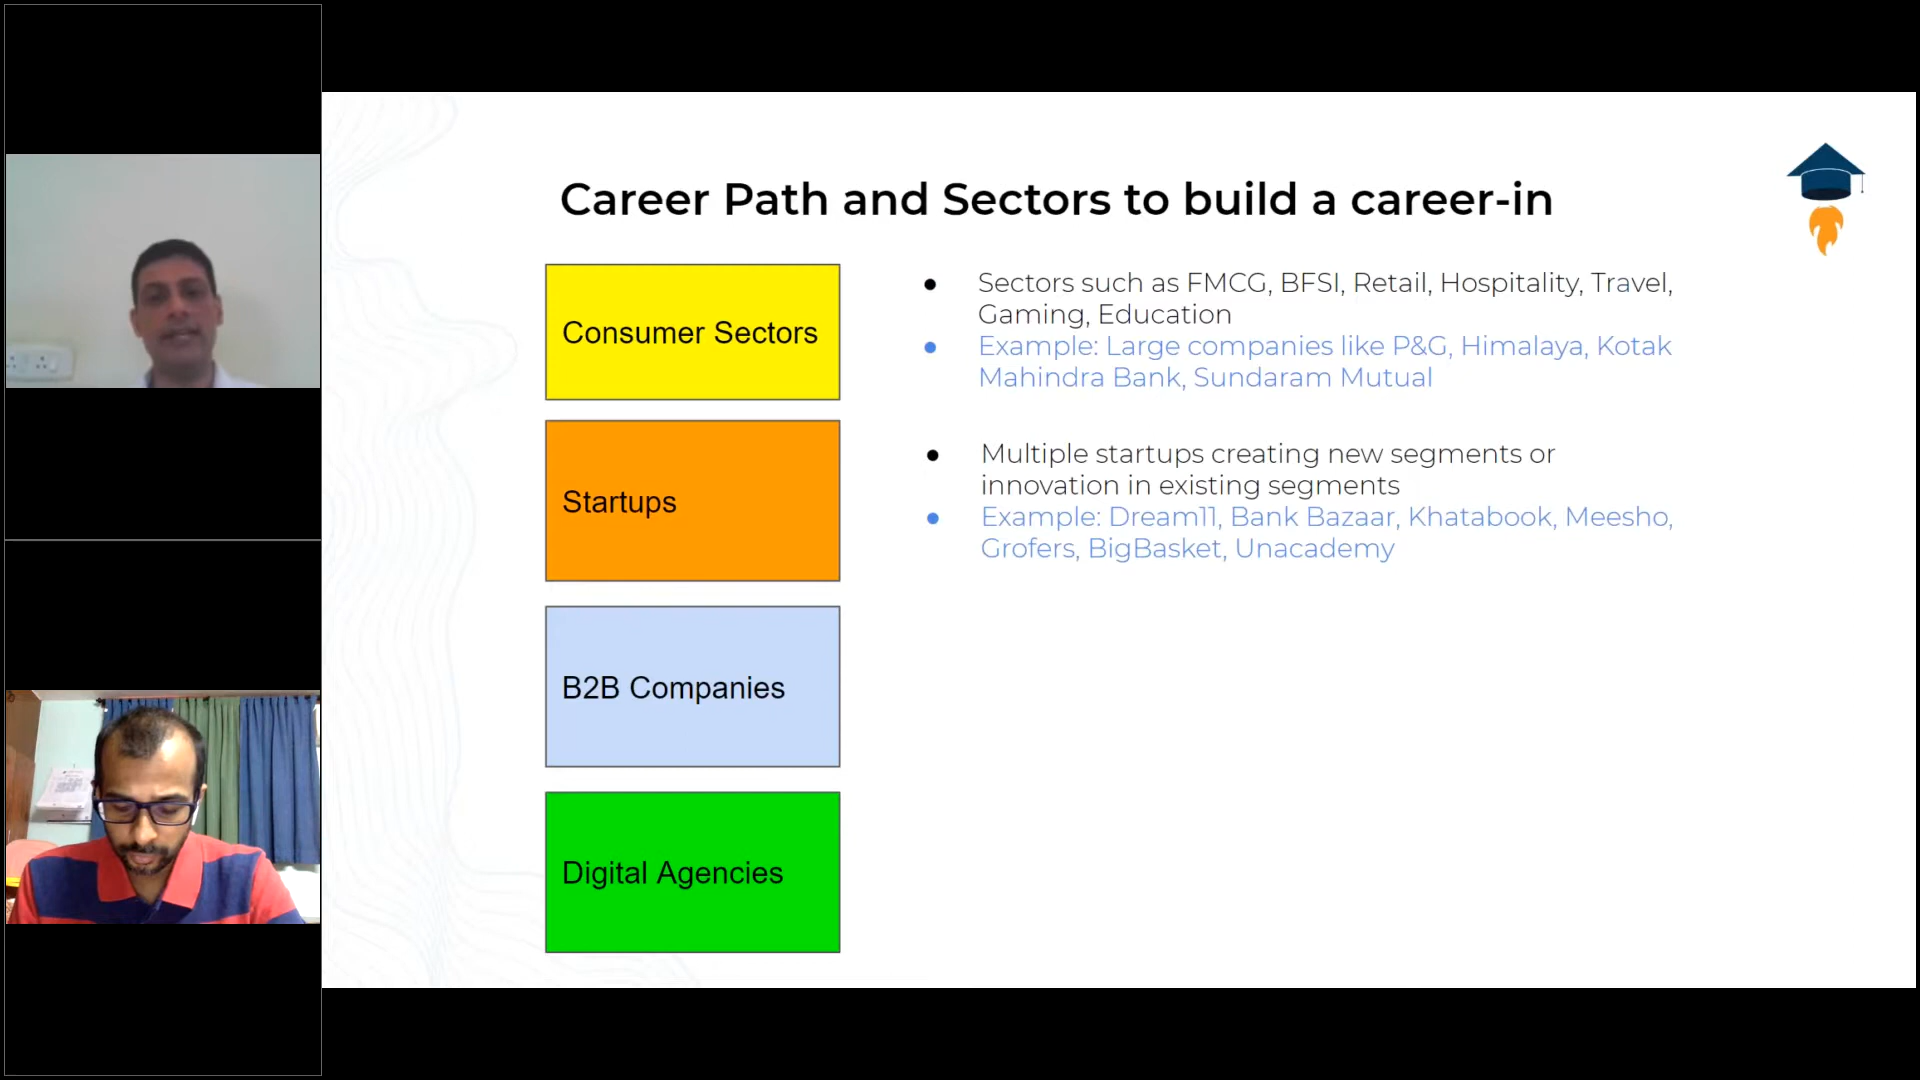 Career Path and Sectors to build a career-in
Consumer Sectors
● Sectors such as FMCG, BFSI, Retail, Hospitality, Travel,
Gaming, Education
● Example: Large companies like P&G, Himalaya, Kotak
Mahindra Bank, Sundaram Mutual
Startups
● Multiple startups creating new segments or
innovation in existing segments
● Example: Dream11, Bank Bazaar, Khatabook, Meesho,
Grofers, BigBasket, Unacademy
B2B Companies
Digital Agencies